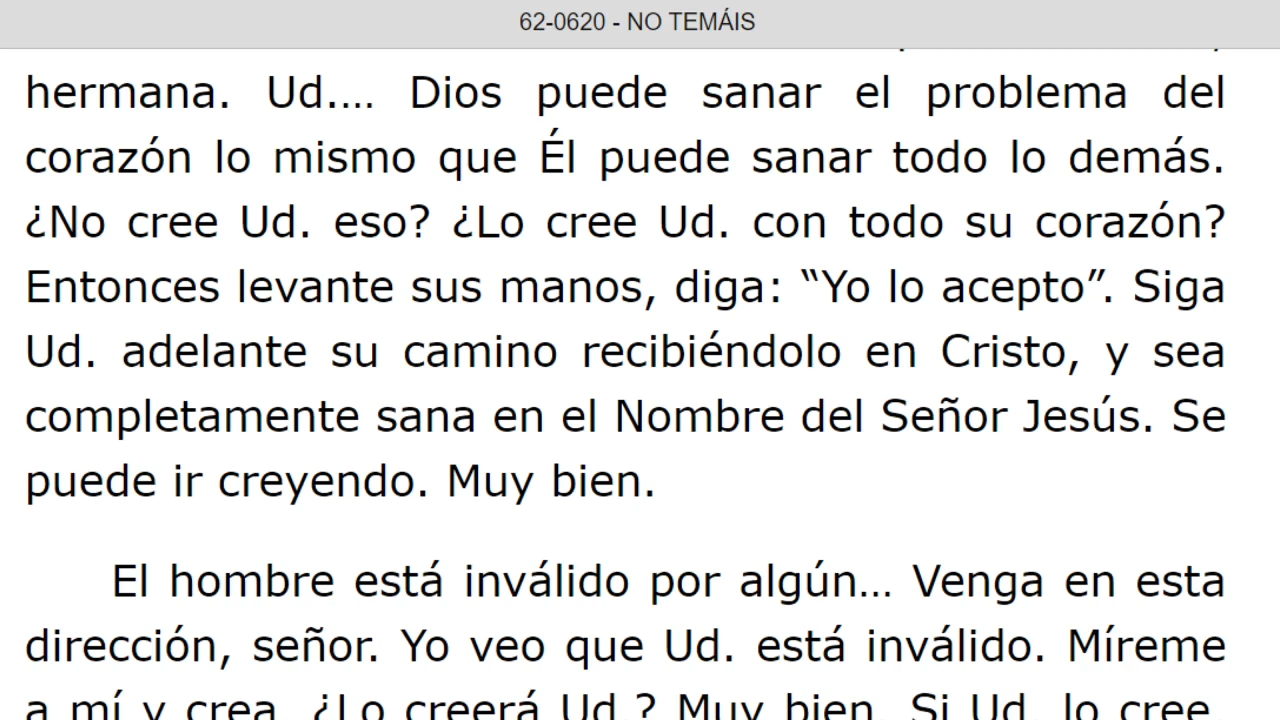 62-0620 - NO TEMÁIS
hermana. Ud.... Dios puede sanar el problema del
corazón lo mismo que Él puede sanar todo lo demás.
¿No cree Ud. eso? ¿Lo cree Ud. con todo su corazón?
Entonces levante sus manos, diga: “Yo lo acepto”. Siga
Ud. adelante su camino recibiéndolo en Cristo, y sea
completamente sana en el Nombre del Señor Jesús. Se
puede ir creyendo. Muy bien.
El hombre está inválido por algún... Venga en esta
dirección, señor. Yo veo que Ud. está inválido. Míreme
a mí y crea. ¿Lo creerá Ud.? Muy bien. Si Ud. lo cree,